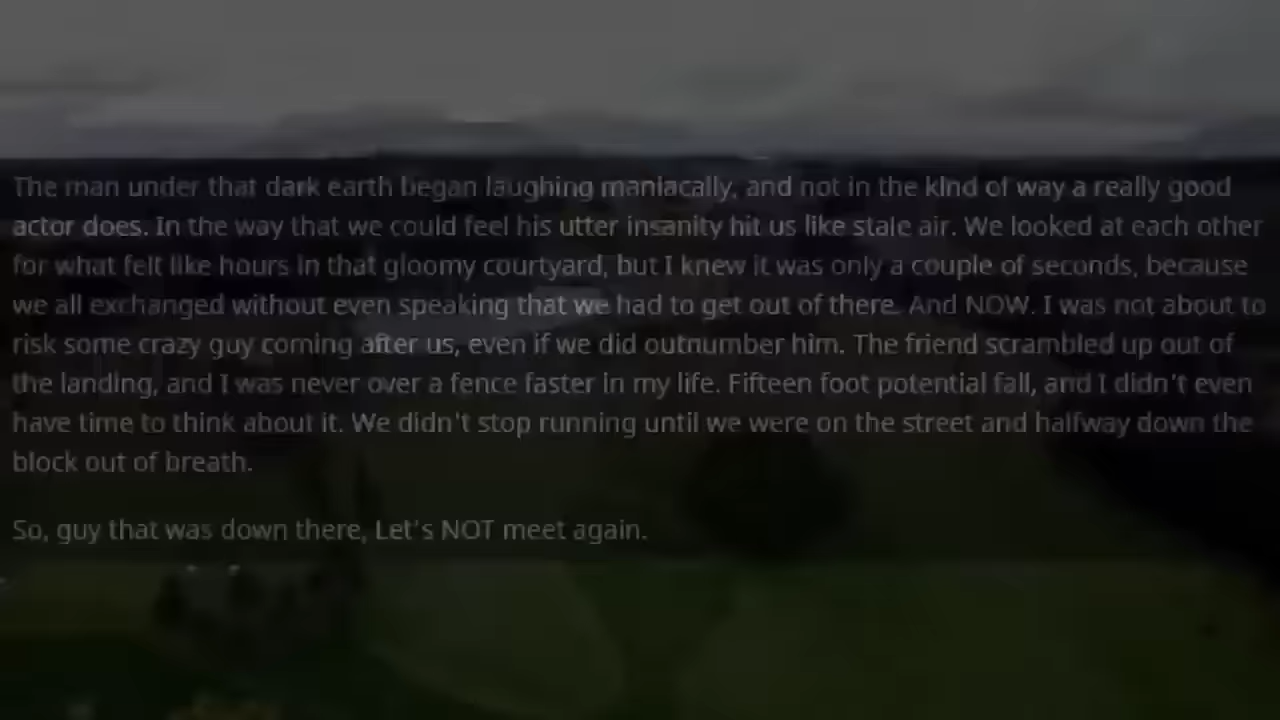 The man under that dark earth began laughing maniacally, and not in the kind of way a really good
actor does. In the way that we could feel his utter insanity hit us like stale air. We looked at each other
for what felt like hours in that gloomy courtyard, but I knew it was only a couple of seconds, because
we all exchanged without even speaking that we had to get out of there. And NOW. I was not about to
risk some crazy guy coming after us, even if we did outnumber him. The friend scrambled up out of
the landing, and I was never over a fence faster in my life. Fifteen foot potential fall, and I didn't even
have time to think about it. We didn't stop running until we were on the street and halfway down the
block out of breath.
So, guy that was down there, Let's NOT meet again.